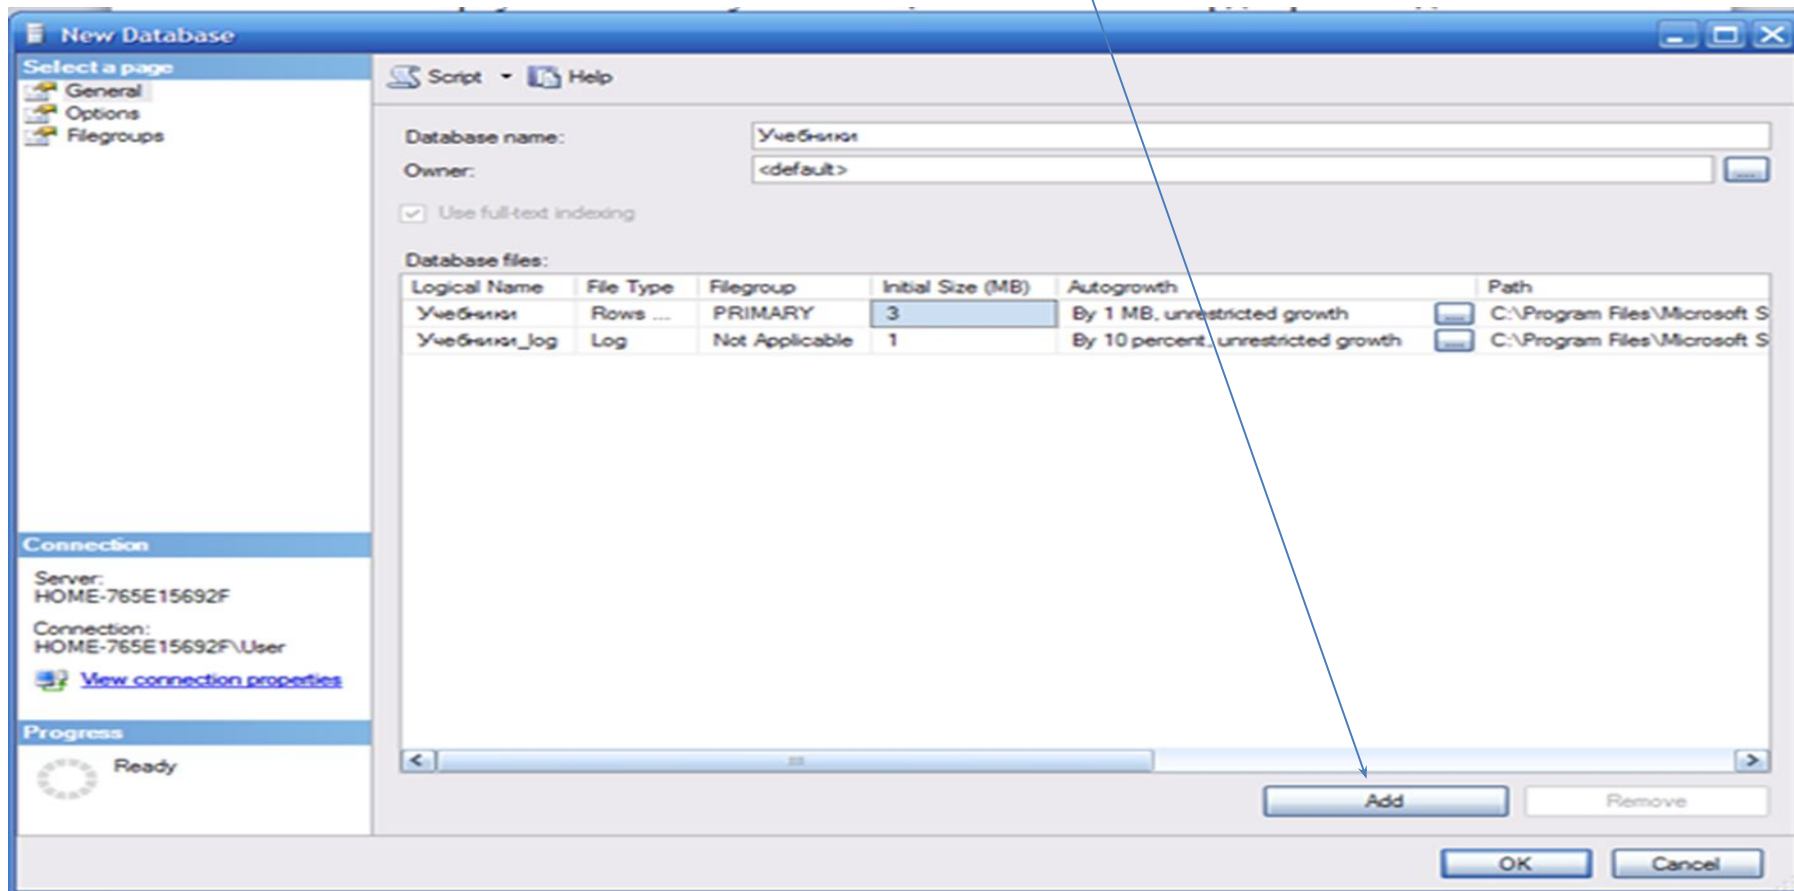 New Database
Select a page
General
Options
Filegroups
Script Help
Database name: Учебники
Owner: <default> ...
Use full-text indexing
Database files:
Logical Name File Type Filegroup Initial Size (MB) Autogrowth Path
Учебники Rows ... PRIMARY 3 By 1 MB, unrestricted growth ... C:\Program Files\Microsoft S
Учебники_log Log Not Applicable 1 By 10 percent, unrestricted growth ... C:\Program Files\Microsoft S
Connection
Server:
HOME-765E15692F
Connection:
HOME-765E15692F\User
View connection properties
Progress
Ready
Add Remove
OK Cancel